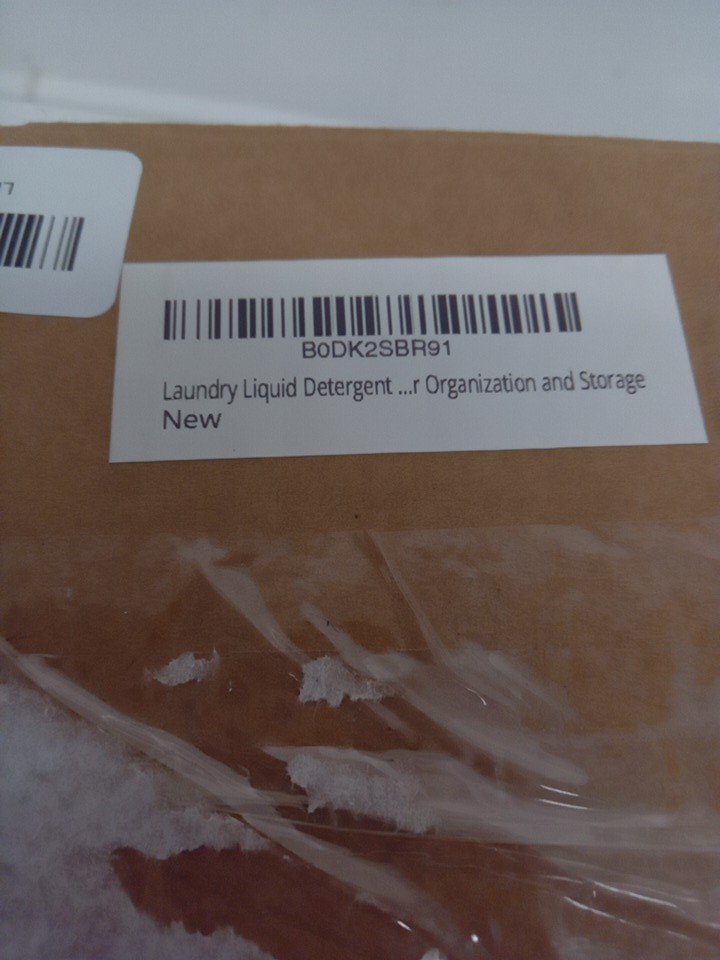 B0DK2SBR91
Laundry Liquid Detergent ...r Organization and Storage
New